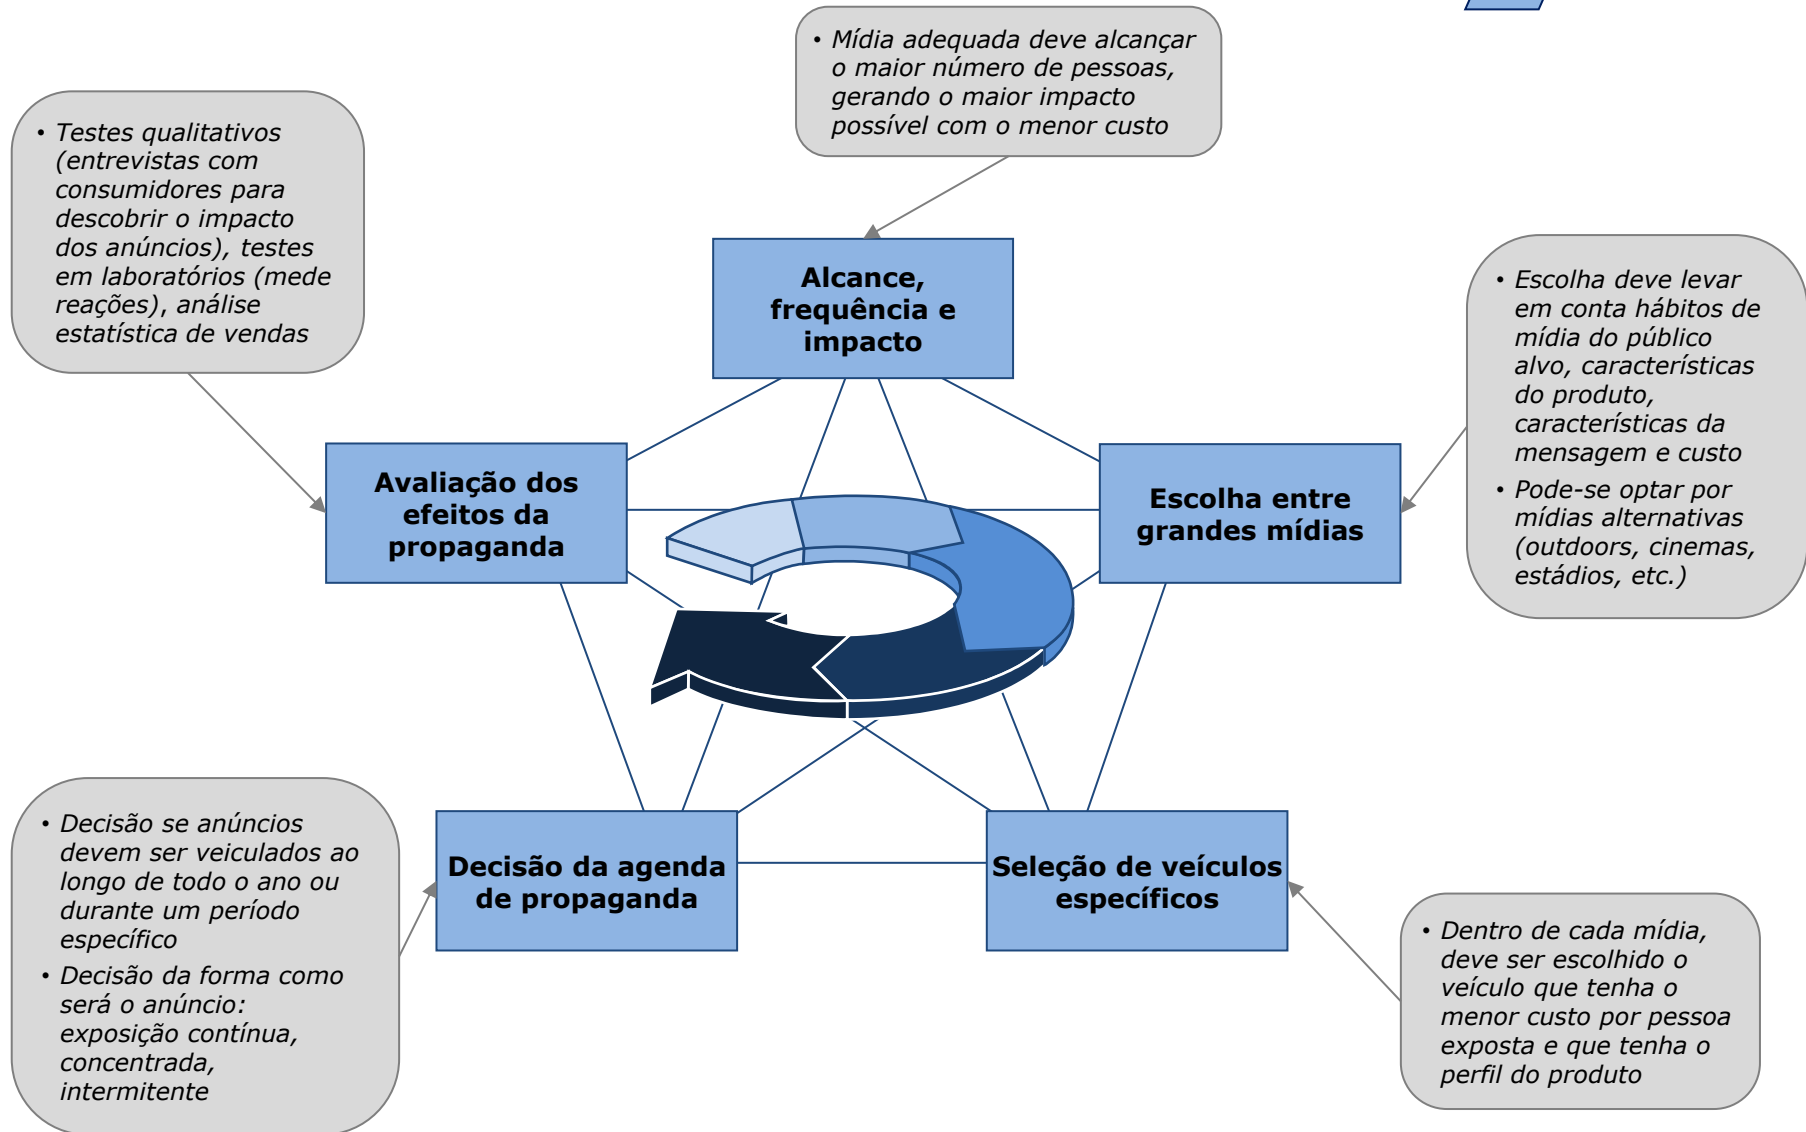 • Mídia adequada deve alcançar
o maior número de pessoas,
gerando o maior impacto
possível com o menor custo
• Testes qualitativos
(entrevistas com
consumidores para
descobrir o impacto
dos anúncios), testes
em laboratórios (mede
reações), análise
estatística de vendas
Alcance,
frequência e
impacto
• Escolha deve levar
em conta hábitos de
mídia do público
alvo, características
do produto,
características da
mensagem e custo
• Pode-se optar por
mídias alternativas
(outdoors, cinemas,
estádios, etc.)
Avaliação dos
efeitos da
propaganda
Escolha entre
grandes mídias
• Decisão se anúncios
devem ser veiculados ao
longo de todo o ano ou
durante um período
específico
• Decisão da forma como
será o anúncio:
exposição contínua,
concentrada,
intermitente
Decisão da agenda
de propaganda
Seleção de veículos
específicos
• Dentro de cada mídia,
deve ser escolhido o
veículo que tenha o
menor custo por pessoa
exposta e que tenha o
perfil do produto